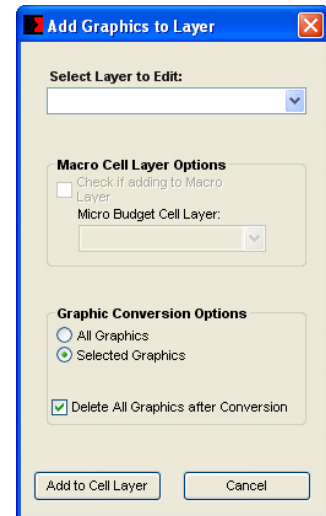 Add Graphics to Layer
Select Layer to Edit:
Macro Cell Layer Options
Check if adding to Macro
Layer
Micro Budget Cell Layer:
Graphic Conversion Options
All Graphics
Selected Graphics
Delete All Graphics after Conversion
Add to Cell Layer
Cancel